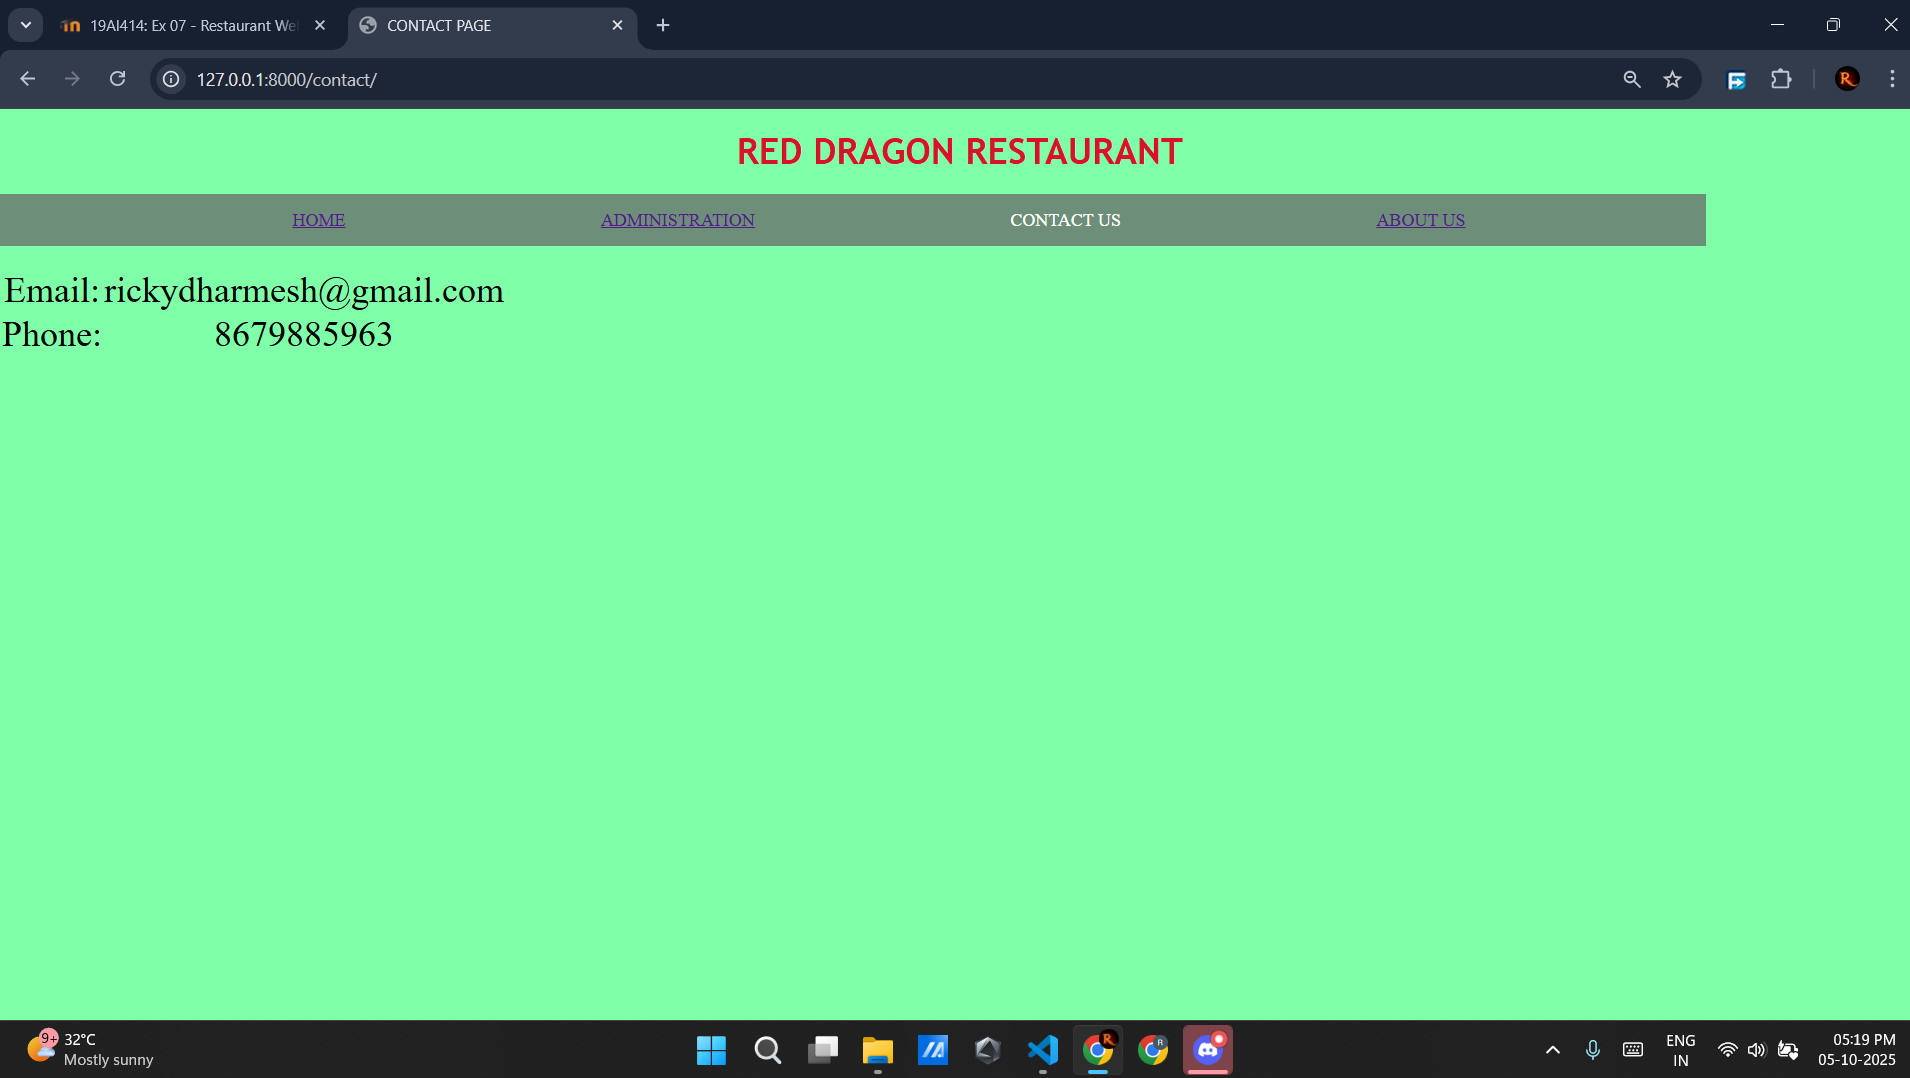 19AI414: Ex 07 - Restaurant We
CONTACT PAGE
127.0.0.1:8000/contact/
RED DRAGON RESTAURANT
HOME ADMINISTRATION CONTACT US ABOUT US
Email: rickydharmesh@gmail.com
Phone: 8679885963
9+
32°C
Mostly sunny
ENG
IN
05:19 PM
05-10-2025